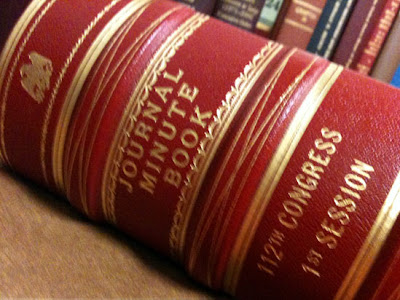 JOURNAL
MINUTE
BOOK
112TH CONGRESS
1ST SESSION